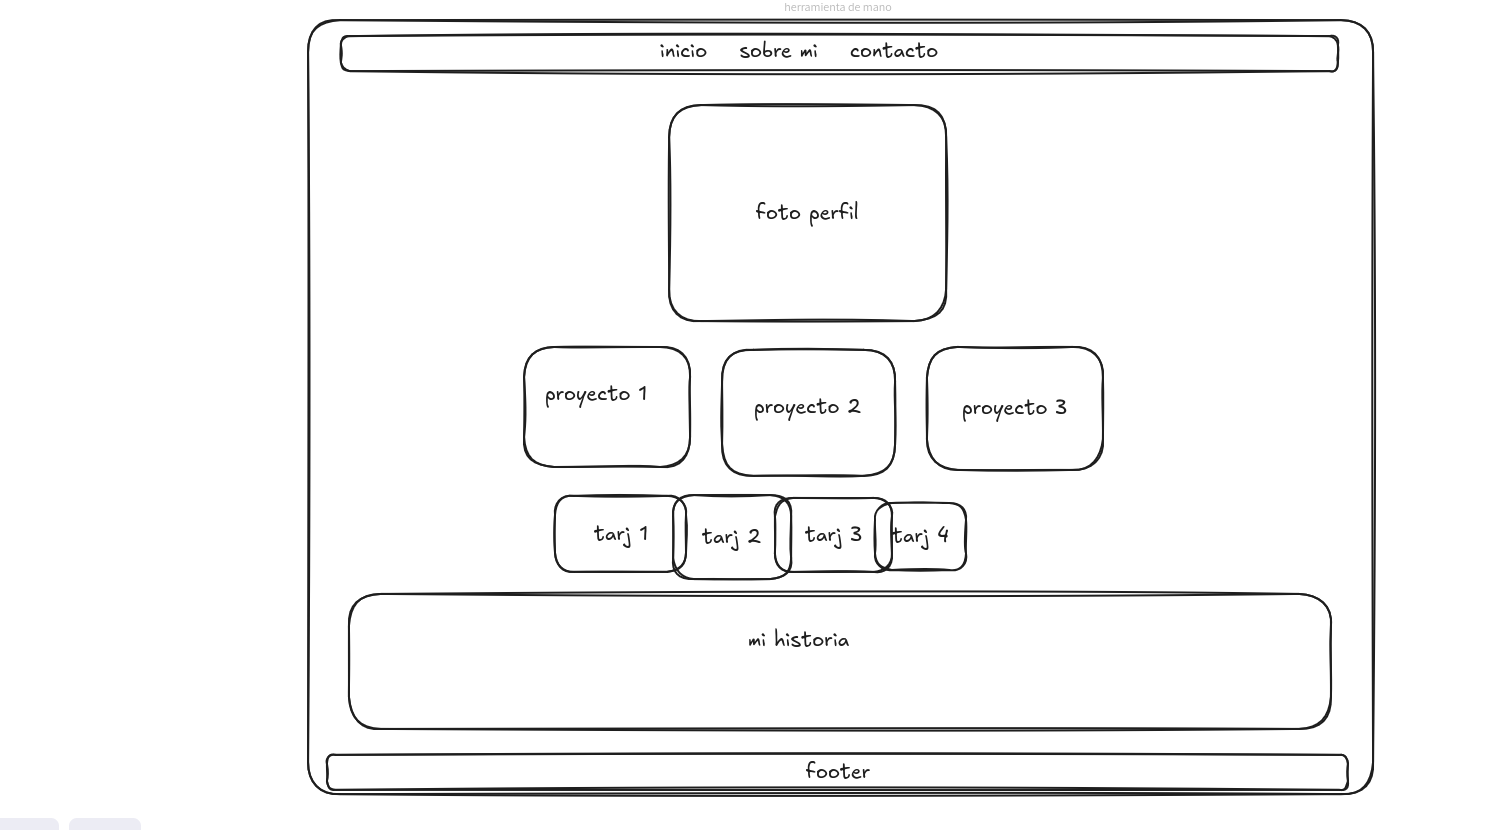 herramienta de mano
inicio sobre mi contacto
foto perfil
proyecto 1
proyecto 2
proyecto 3
tarj 1
tarj 2
tarj 3
tarj 4
mi historia
footer